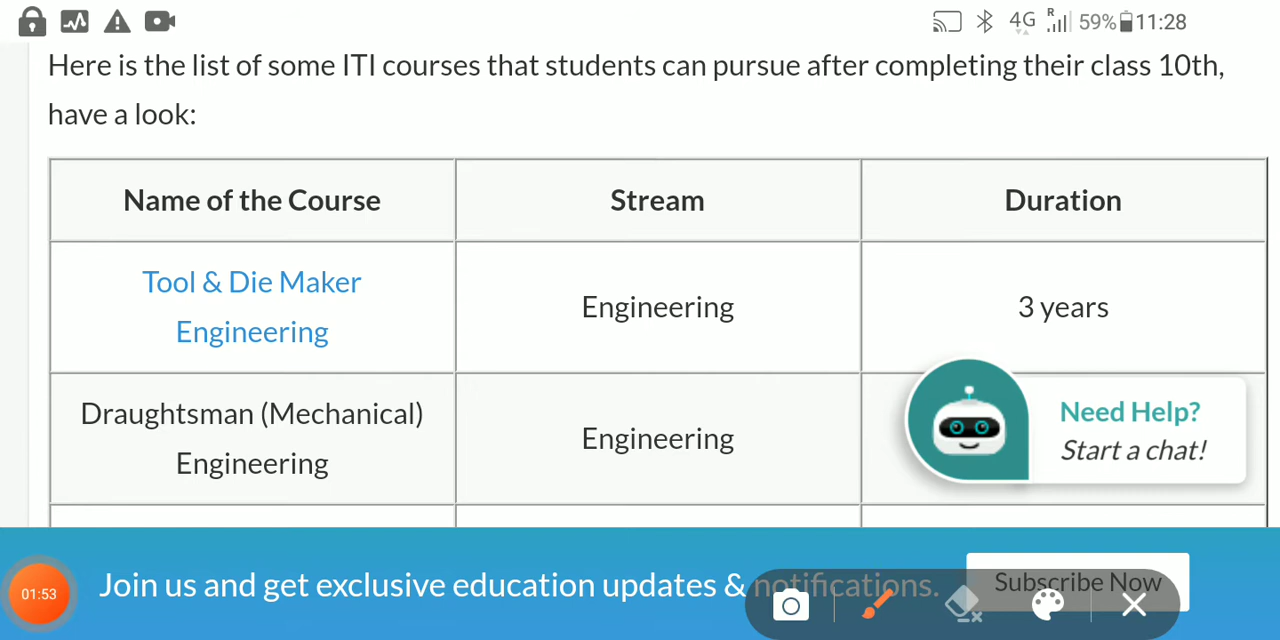 4G R 59% 11:28
Here is the list of some ITI courses that students can pursue after completing their class 10th,
have a look:
Name of the Course Stream Duration
Tool & Die Maker
Engineering
Engineering
3 years
Draughtsman (Mechanical)
Engineering
Engineering
Need Help?
Start a chat!
01:53
Join us and get exclusive education updates & notifications.
Subscribe Now